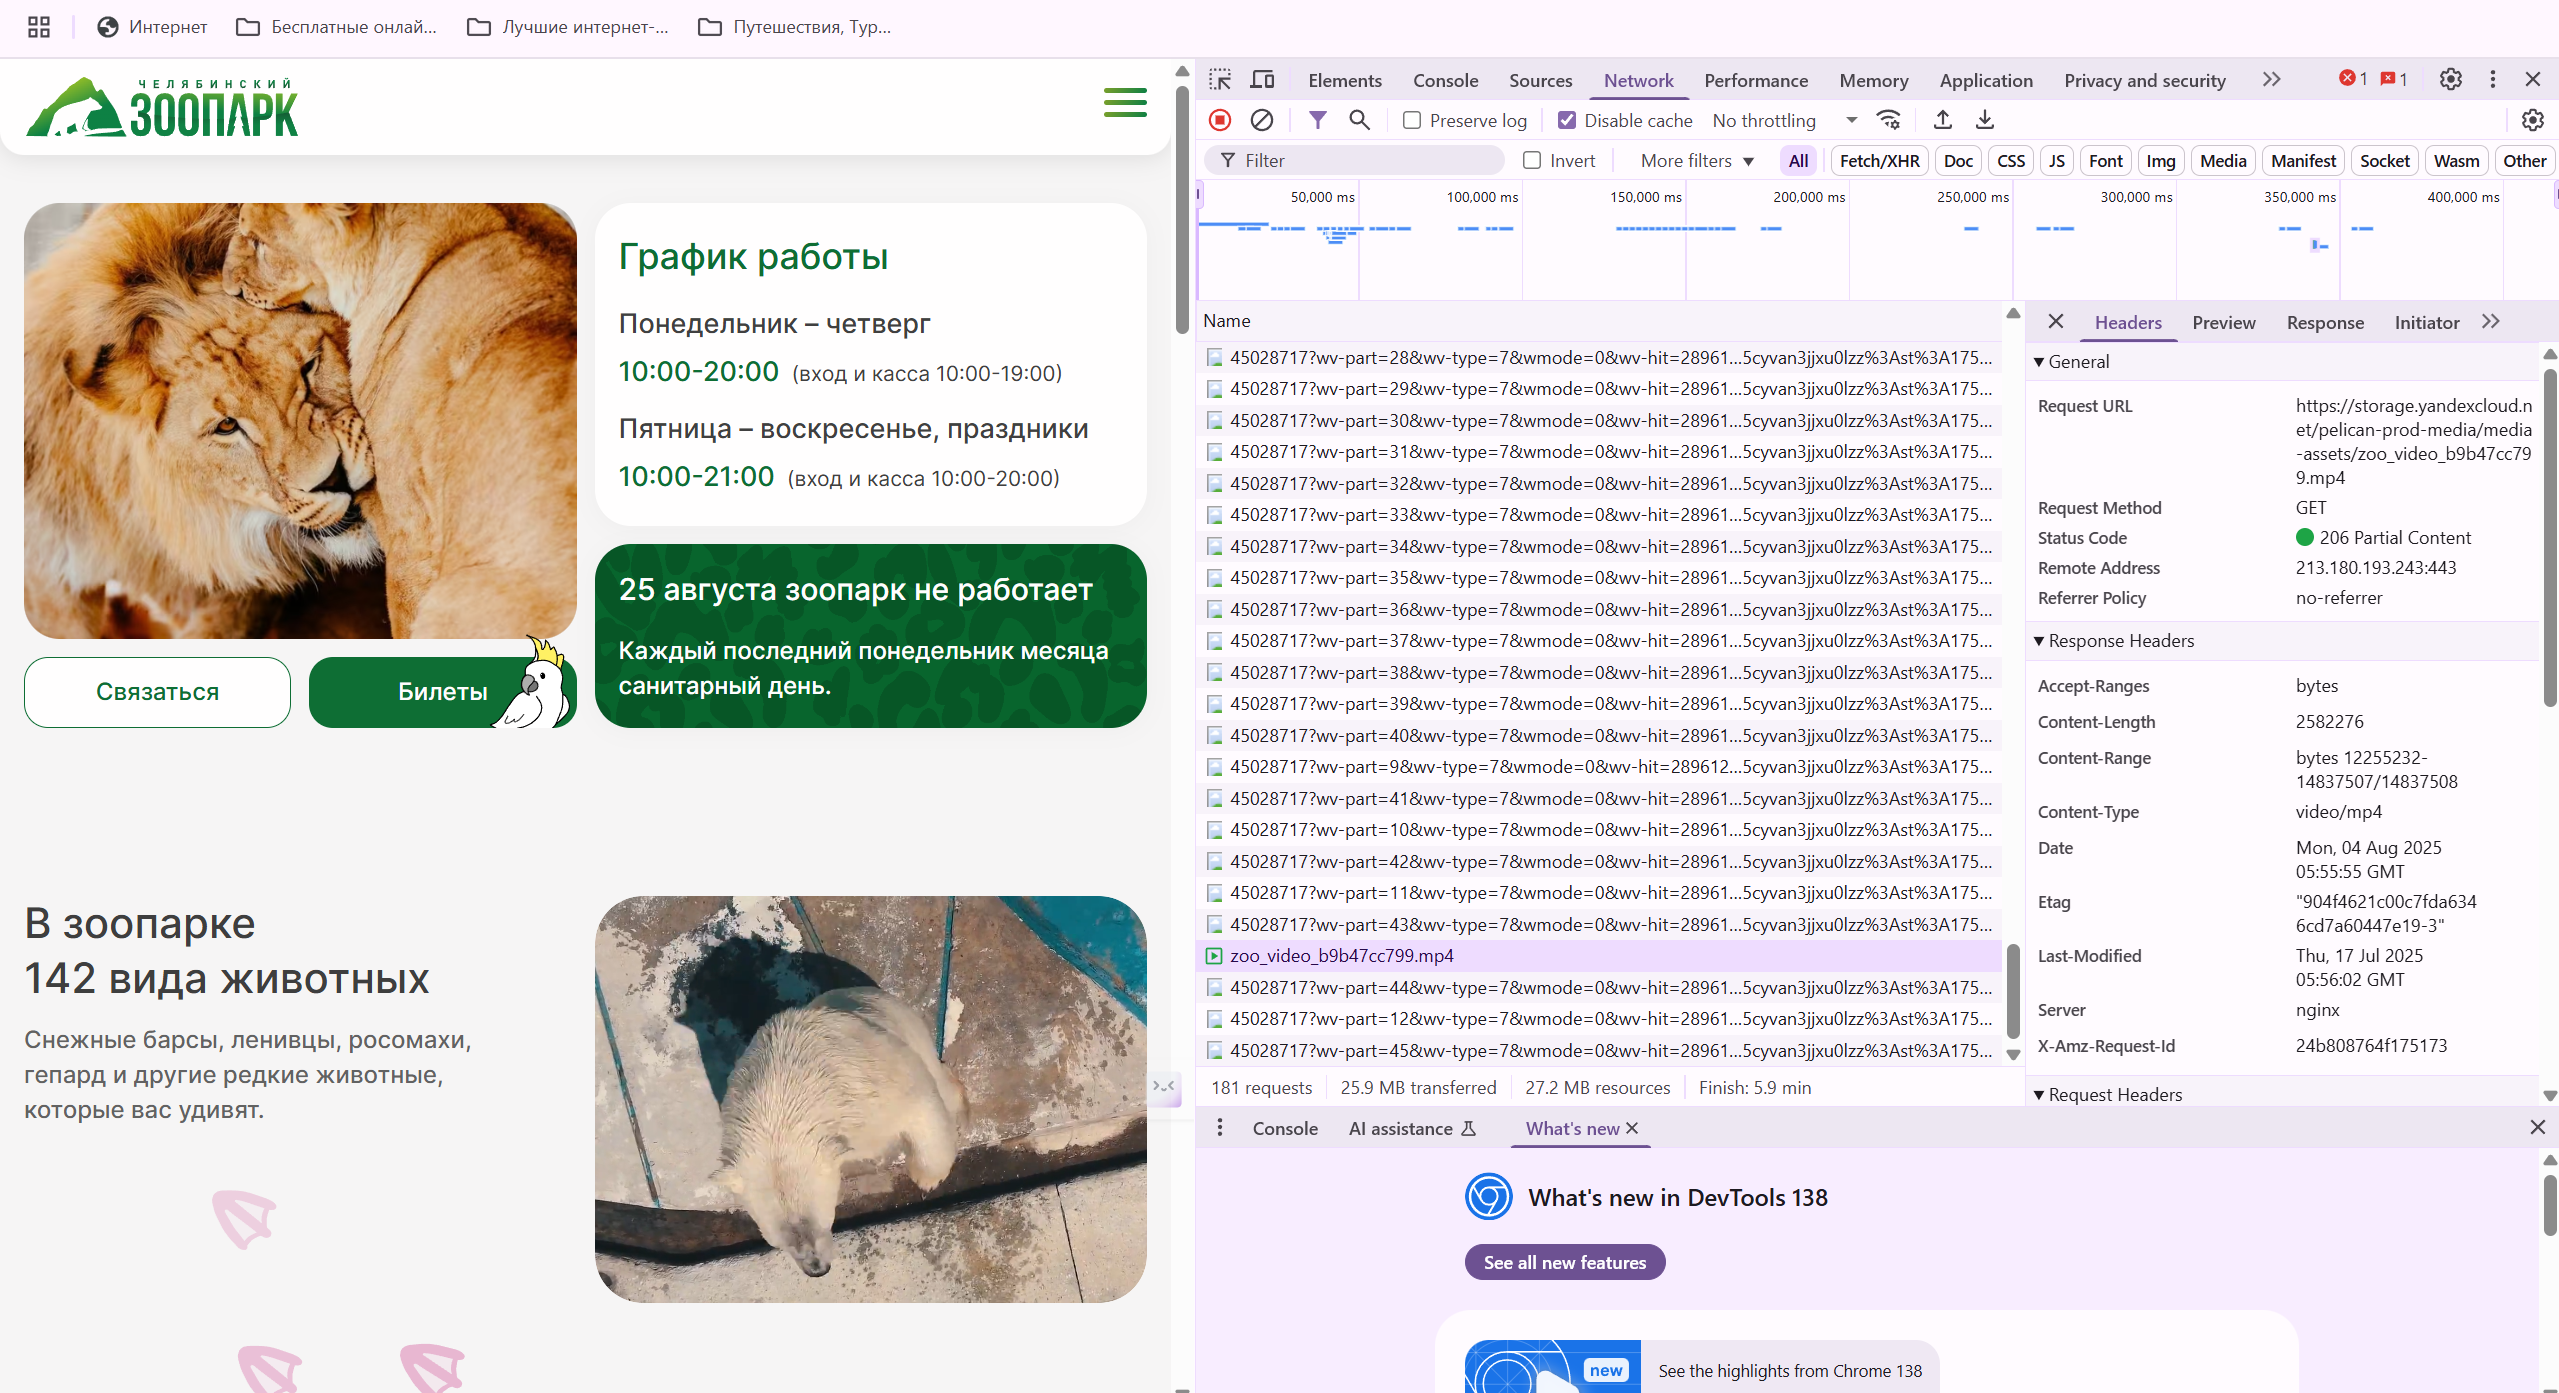 Интернет
Бесплатные онлай...
Лучшие интернет-...
Путешествия, Тур...
ЧЕЛЯБИНСКИЙ
ЗООПАРК
График работы
Понедельник – четверг
10:00-20:00 (вход и касса 10:00-19:00)
Пятница – воскресенье, праздники
10:00-21:00 (вход и касса 10:00-20:00)
25 августа зоопарк не работает
Каждый последний понедельник месяца
санитарный день.
Связаться
Билеты
В зоопарке
142 вида животных
Снежные барсы, ленивцы, росомахи,
гепард и другие редкие животные,
которые вас удивят.
Elements Console Sources Network Performance Memory Application Privacy and security 1 1
Preserve log Disable cache No throttling
Filter Invert More filters All Fetch/XHR Doc CSS JS Font Img Media Manifest Socket Wasm Other
50,000 ms 100,000 ms 150,000 ms 200,000 ms 250,000 ms 300,000 ms 350,000 ms 400,000 ms
Name
45028717?wv-part=28&wv-type=7&wmode=0&wv-hit=28961...5cyvan3jjxu0lzz%3Ast%3A175...
45028717?wv-part=29&wv-type=7&wmode=0&wv-hit=28961...5cyvan3jjxu0lzz%3Ast%3A175...
45028717?wv-part=30&wv-type=7&wmode=0&wv-hit=28961...5cyvan3jjxu0lzz%3Ast%3A175...
45028717?wv-part=31&wv-type=7&wmode=0&wv-hit=28961...5cyvan3jjxu0lzz%3Ast%3A175...
45028717?wv-part=32&wv-type=7&wmode=0&wv-hit=28961...5cyvan3jjxu0lzz%3Ast%3A175...
45028717?wv-part=33&wv-type=7&wmode=0&wv-hit=28961...5cyvan3jjxu0lzz%3Ast%3A175...
45028717?wv-part=34&wv-type=7&wmode=0&wv-hit=28961...5cyvan3jjxu0lzz%3Ast%3A175...
45028717?wv-part=35&wv-type=7&wmode=0&wv-hit=28961...5cyvan3jjxu0lzz%3Ast%3A175...
45028717?wv-part=36&wv-type=7&wmode=0&wv-hit=28961...5cyvan3jjxu0lzz%3Ast%3A175...
45028717?wv-part=37&wv-type=7&wmode=0&wv-hit=28961...5cyvan3jjxu0lzz%3Ast%3A175...
45028717?wv-part=38&wv-type=7&wmode=0&wv-hit=28961...5cyvan3jjxu0lzz%3Ast%3A175...
45028717?wv-part=39&wv-type=7&wmode=0&wv-hit=28961...5cyvan3jjxu0lzz%3Ast%3A175...
45028717?wv-part=40&wv-type=7&wmode=0&wv-hit=28961...5cyvan3jjxu0lzz%3Ast%3A175...
45028717?wv-part=9&wv-type=7&wmode=0&wv-hit=289612...5cyvan3jjxu0lzz%3Ast%3A175...
45028717?wv-part=41&wv-type=7&wmode=0&wv-hit=28961...5cyvan3jjxu0lzz%3Ast%3A175...
45028717?wv-part=10&wv-type=7&wmode=0&wv-hit=28961...5cyvan3jjxu0lzz%3Ast%3A175...
45028717?wv-part=42&wv-type=7&wmode=0&wv-hit=28961...5cyvan3jjxu0lzz%3Ast%3A175...
45028717?wv-part=11&wv-type=7&wmode=0&wv-hit=28961...5cyvan3jjxu0lzz%3Ast%3A175...
45028717?wv-part=43&wv-type=7&wmode=0&wv-hit=28961...5cyvan3jjxu0lzz%3Ast%3A175...
zoo_video_b9b47cc799.mp4
45028717?wv-part=44&wv-type=7&wmode=0&wv-hit=28961...5cyvan3jjxu0lzz%3Ast%3A175...
45028717?wv-part=12&wv-type=7&wmode=0&wv-hit=28961...5cyvan3jjxu0lzz%3Ast%3A175...
45028717?wv-part=45&wv-type=7&wmode=0&wv-hit=28961...5cyvan3jjxu0lzz%3Ast%3A175...
181 requests 25.9 MB transferred 27.2 MB resources Finish: 5.9 min
Headers Preview Response Initiator
General
Request URL https://storage.yandexcloud.n
et/pelican-prod-media/media
-assets/zoo_video_b9b47cc79
9.mp4
Request Method GET
Status Code 206 Partial Content
Remote Address 213.180.193.243:443
Referrer Policy no-referrer
Response Headers
Accept-Ranges bytes
Content-Length 2582276
Content-Range bytes 12255232-
14837507/14837508
Content-Type video/mp4
Date Mon, 04 Aug 2025
05:55:55 GMT
Etag "904f4621c00c7fda634
6cd7a60447e19-3"
Last-Modified Thu, 17 Jul 2025
05:56:02 GMT
Server nginx
X-Amz-Request-Id 24b808764f175173
Request Headers
Console AI assistance What's new
What's new in DevTools 138
See all new features
new
See the highlights from Chrome 138